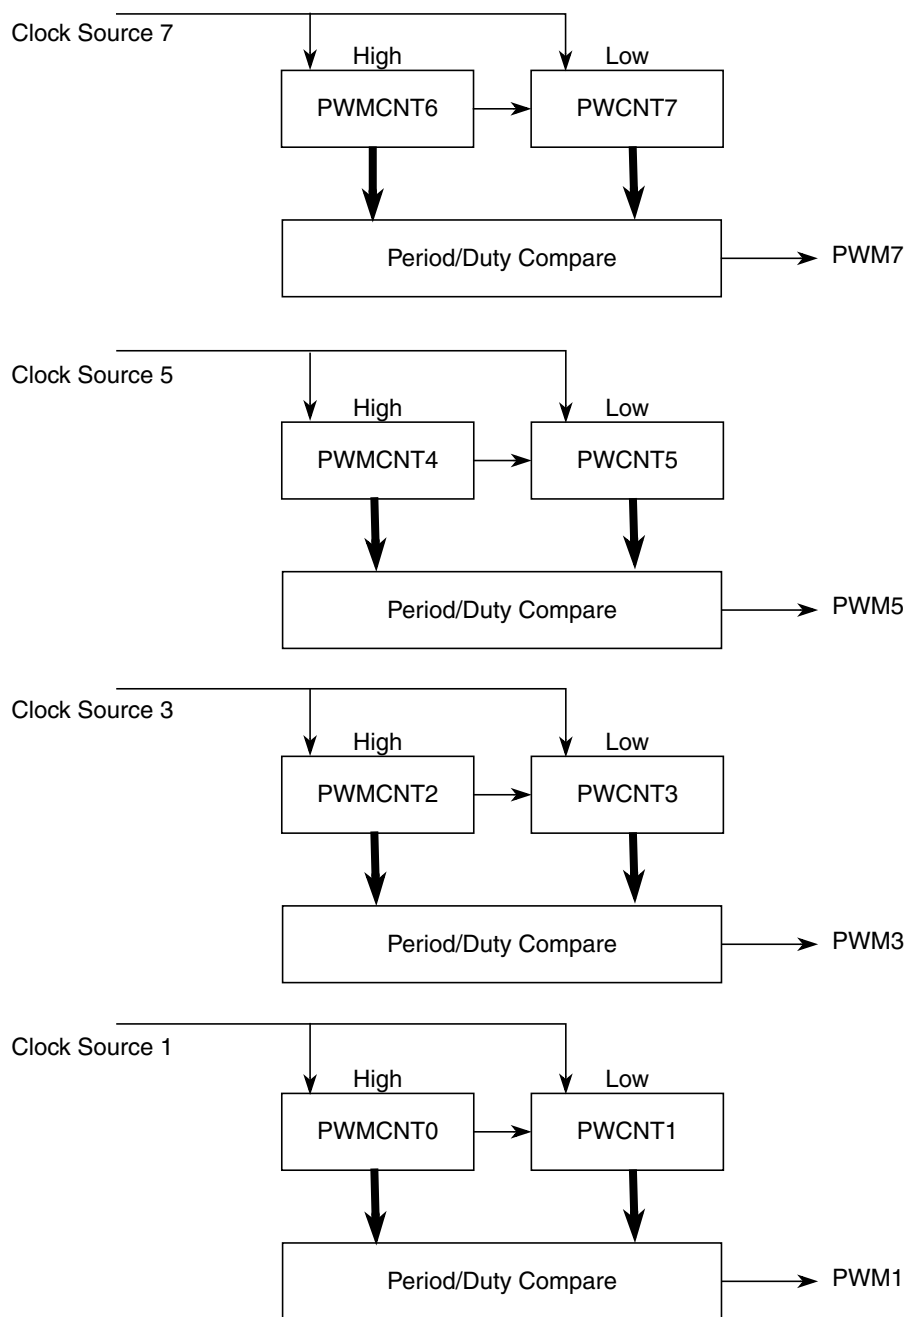 Clock Source 7
High
Low
PWMCNT6
PWCNT7
Period/Duty Compare
PWM7
Clock Source 5
High
Low
PWMCNT4
PWCNT5
Period/Duty Compare
PWM5
Clock Source 3
High
Low
PWMCNT2
PWCNT3
Period/Duty Compare
PWM3
Clock Source 1
High
Low
PWMCNT0
PWCNT1
Period/Duty Compare
PWM1